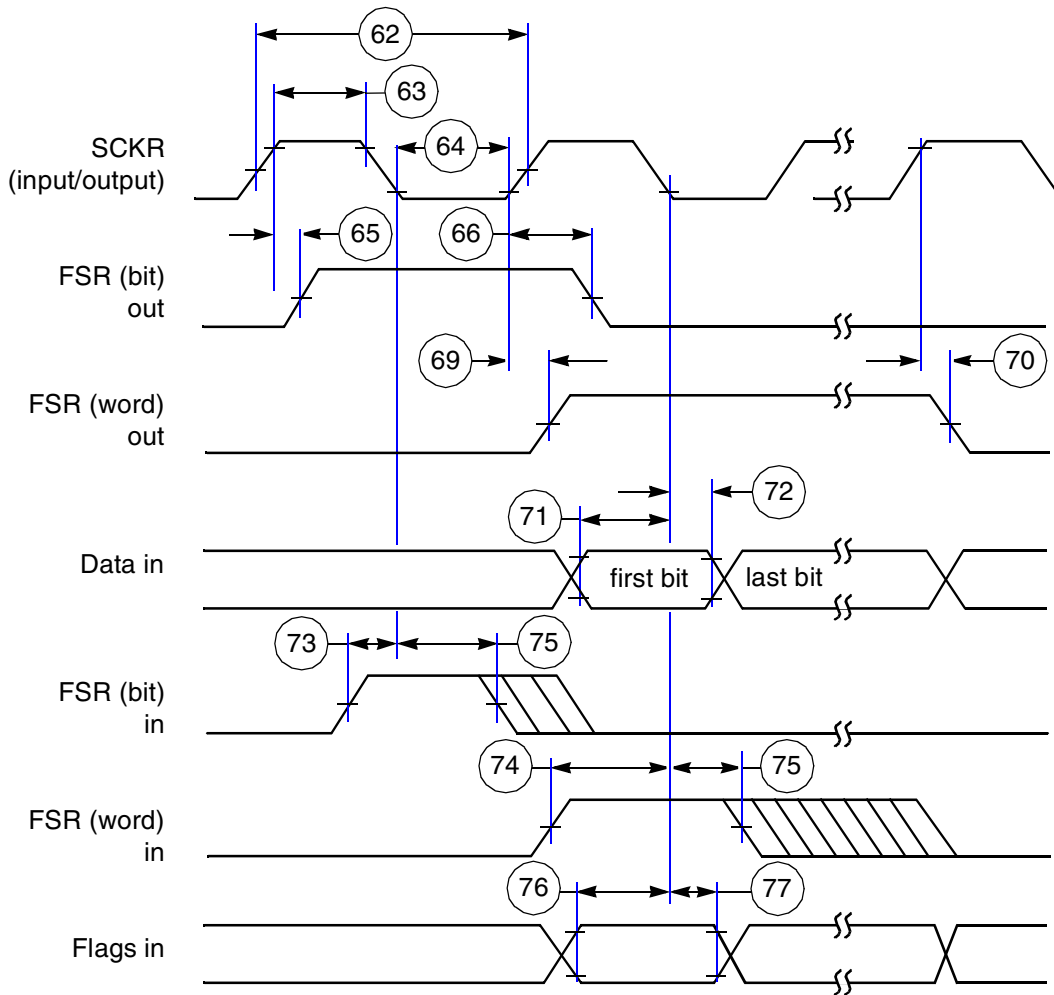 62
63
SCKR
(input/output)
64
65
66
FSR (bit)
out
69
70
FSR (word)
out
71
72
Data in
first bit
last bit
73
75
FSR (bit)
in
74
75
FSR (word)
in
76
77
Flags in